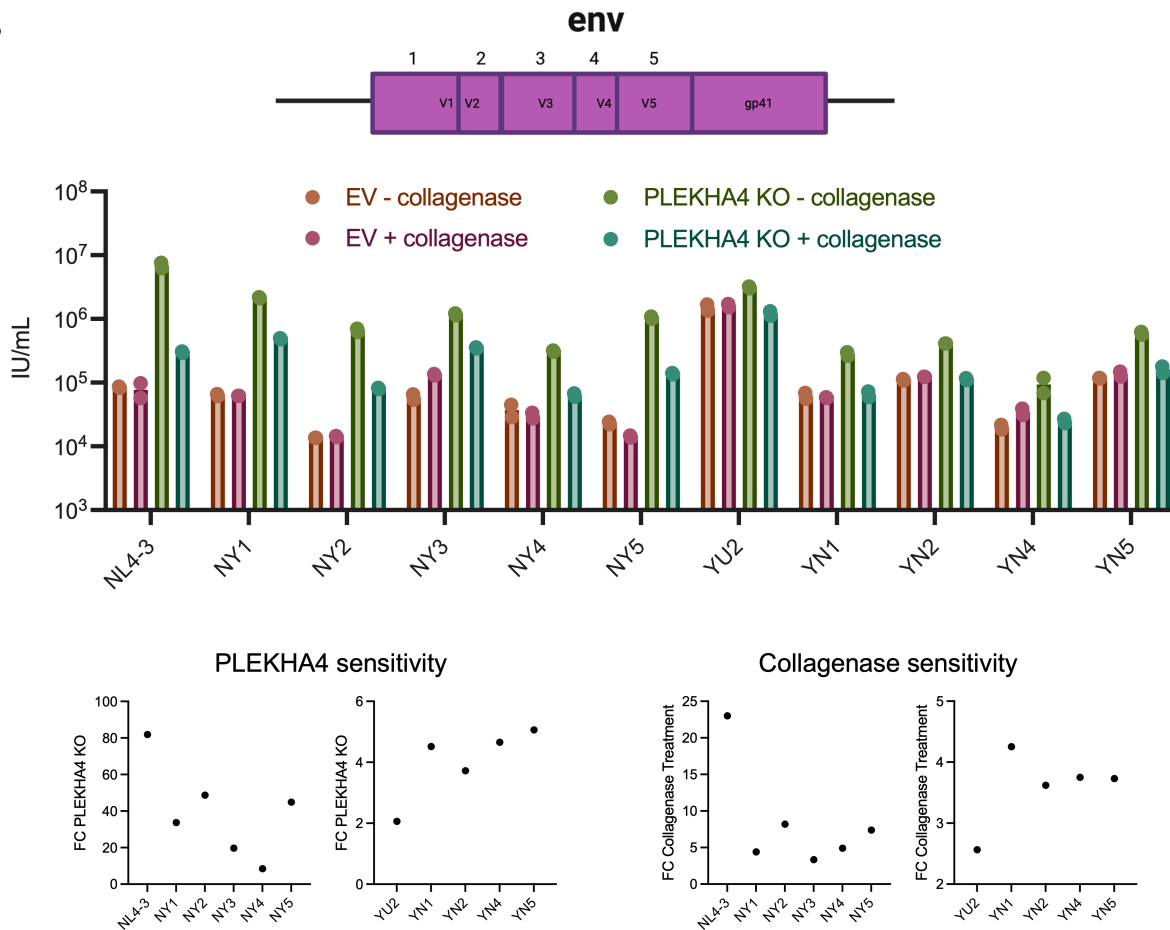 env
1 2 3 4 5
V1 V2 V3 V4 V5 gp41
EV - collagenase
PLEKHA4 KO - collagenase
EV + collagenase
PLEKHA4 KO + collagenase
IU/mL
10^8
10^7
10^6
10^5
10^4
10^3
NL4-3 NY1 NY2 NY3 NY4 NY5 YU2 YN1 YN2 YN4 YN5
PLEKHA4 sensitivity
FC PLEKHA4 KO
100
80
60
40
20
0
NL4-3 NY1 NY2 NY3 NY4 NY5
FC PLEKHA4 KO
6
4
2
0
YU2 YN1 YN2 YN4 YN5
Collagenase sensitivity
FC Collagenase Treatment
25
20
15
10
5
0
NL4-3 NY1 NY2 NY3 NY4 NY5
FC Collagenase Treatment
5
4
3
2
YU2 YN1 YN2 YN4 YN5